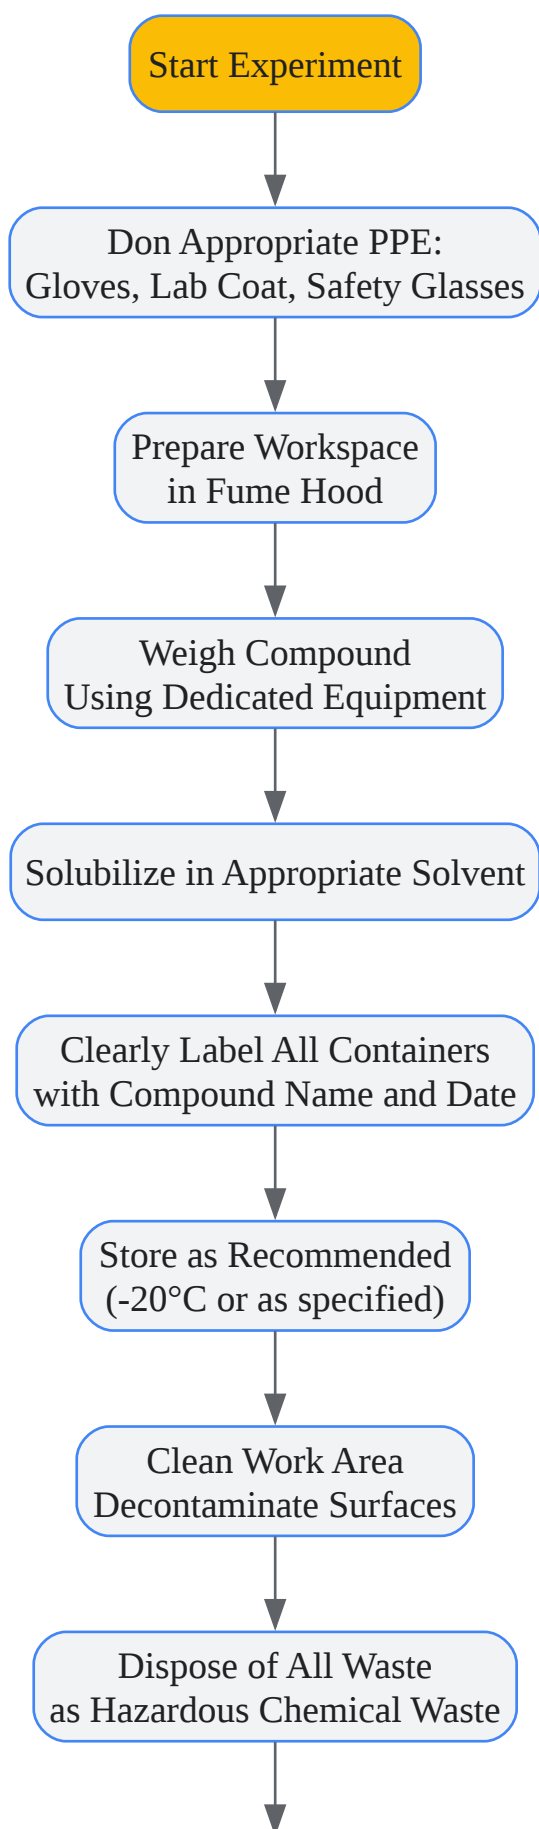 Start Experiment
Don Appropriate PPE:
Gloves, Lab Coat, Safety Glasses
Prepare Workspace
in Fume Hood
Weigh Compound
Using Dedicated Equipment
Solubilize in Appropriate Solvent
Clearly Label All Containers
with Compound Name and Date
Store as Recommended
(-20°C or as specified)
Clean Work Area
Decontaminate Surfaces
Dispose of All Waste
as Hazardous Chemical Waste